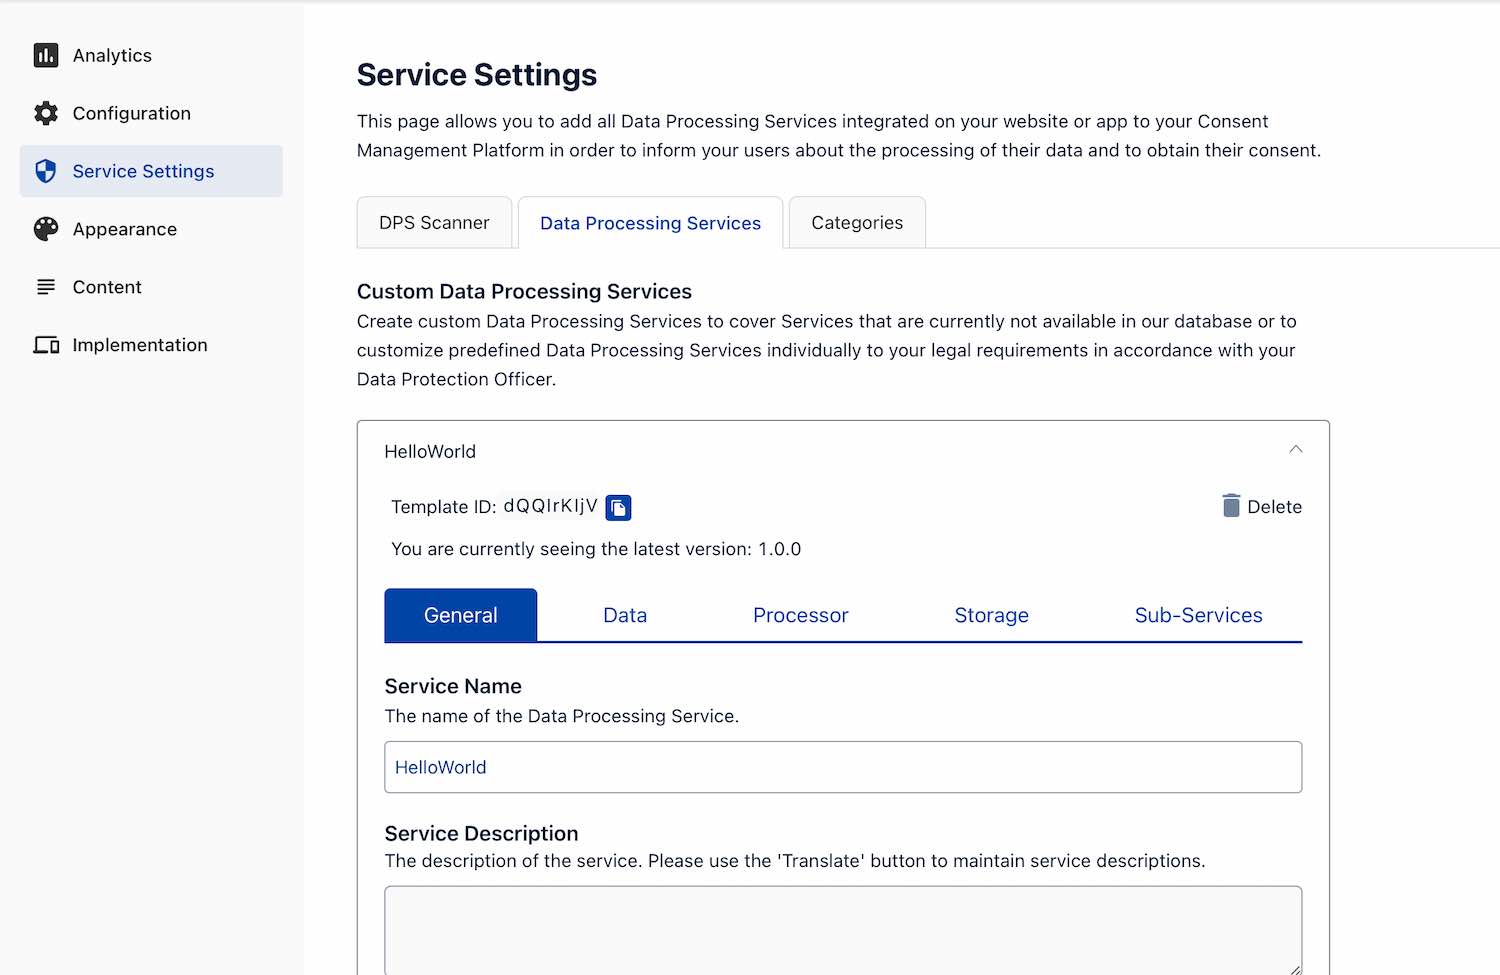 Analytics
Configuration
Service Settings
Appearance
Content
Implementation
Service Settings
This page allows you to add all Data Processing Services integrated on your website or app to your Consent
Management Platform in order to inform your users about the processing of their data and to obtain their consent.
DPS Scanner
Data Processing Services
Categories
Custom Data Processing Services
Create custom Data Processing Services to cover Services that are currently not available in our database or to
customize predefined Data Processing Services individually to your legal requirements in accordance with your
Data Protection Officer.
HelloWorld
Template ID: dQQIrKIjV
Delete
You are currently seeing the latest version: 1.0.0
General
Data
Processor
Storage
Sub-Services
Service Name
The name of the Data Processing Service.
HelloWorld
Service Description
The description of the service. Please use the 'Translate' button to maintain service descriptions.